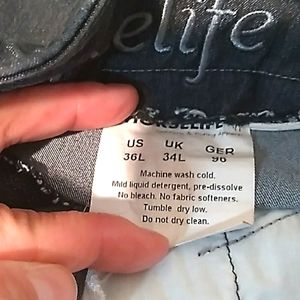 elife
US UK GER
36L 34L 96
Machine wash cold.
Mild liquid detergent, pre-dissolve
No bleach. No fabric softeners.
Tumble dry low.
Do not dry clean.